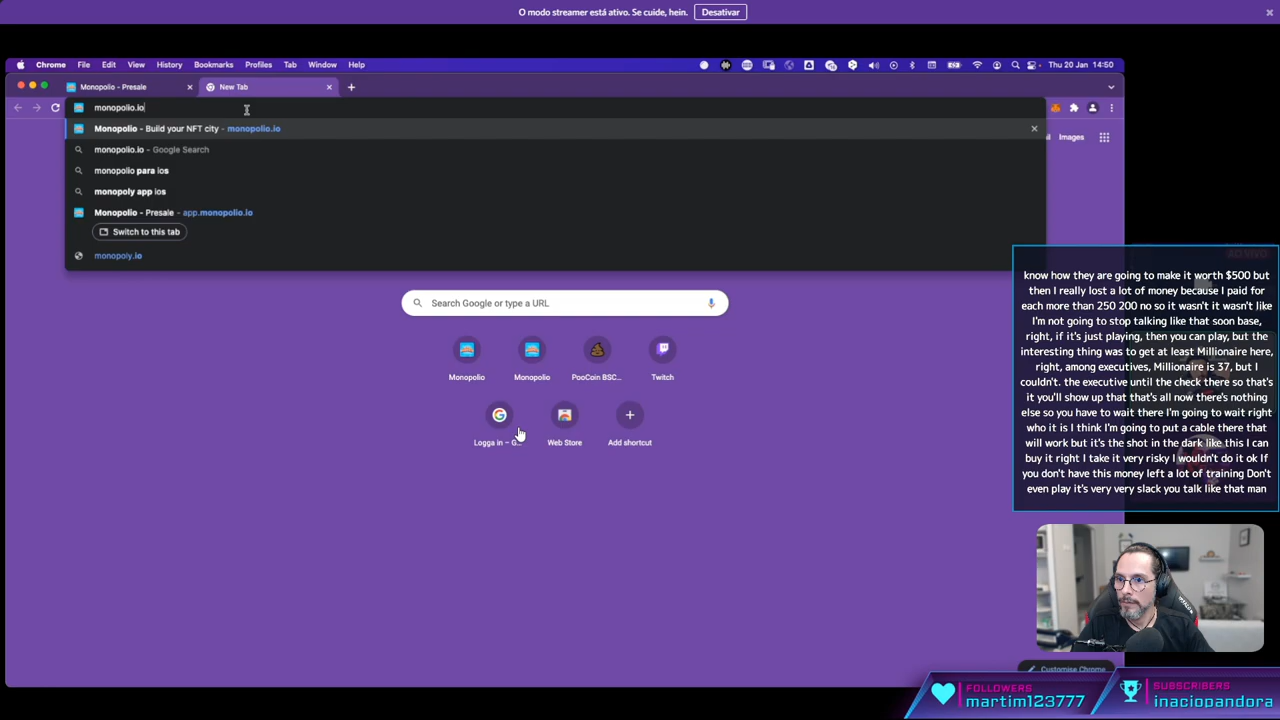 O modo streamer está ativo. Se cuide, hein.
Desativar
Chrome File Edit View History Bookmarks Profiles Tab Window Help
Thu 20 Jan 14:50
Monopolio - Presale
New Tab
monopolio.io
Monopolio - Build your NFT city - monopolio.io
monopolio.io - Google Search
monopolio para ios
monopoly app ios
Monopolio - Presale - app.monopolio.io
Switch to this tab
monopoly.io
Images
Search Google or type a URL
Monopolio
Monopolio
PooCoin BSC...
Twitch
Logga in – G...
Web Store
Add shortcut
AO VIVO
know how they are going to make it worth $500 but
then I really lost a lot of money because I paid for
each more than 250 200 no so it wasn't it wasn't like
I'm not going to stop talking like that soon base,
right, if it's just playing, then you can play, but the
interesting thing was to get at least Millionaire here,
right, among executives, Millionaire is 37, but I
couldn't. the executive until the check there so that's
it you'll show up that that's all now there's nothing
else so you have to wait there I'm going to wait right
who it is I think I'm going to put a cable there that
will work but it's the shot in the dark like this I can
buy it right I take it very risky I wouldn't do it ok If
you don't have this money left a lot of training Don't
even play it's very very slack you talk like that man
Customise Chrome
FOLLOWERS
martim123777
SUBSCRIBERS
inaciopandora